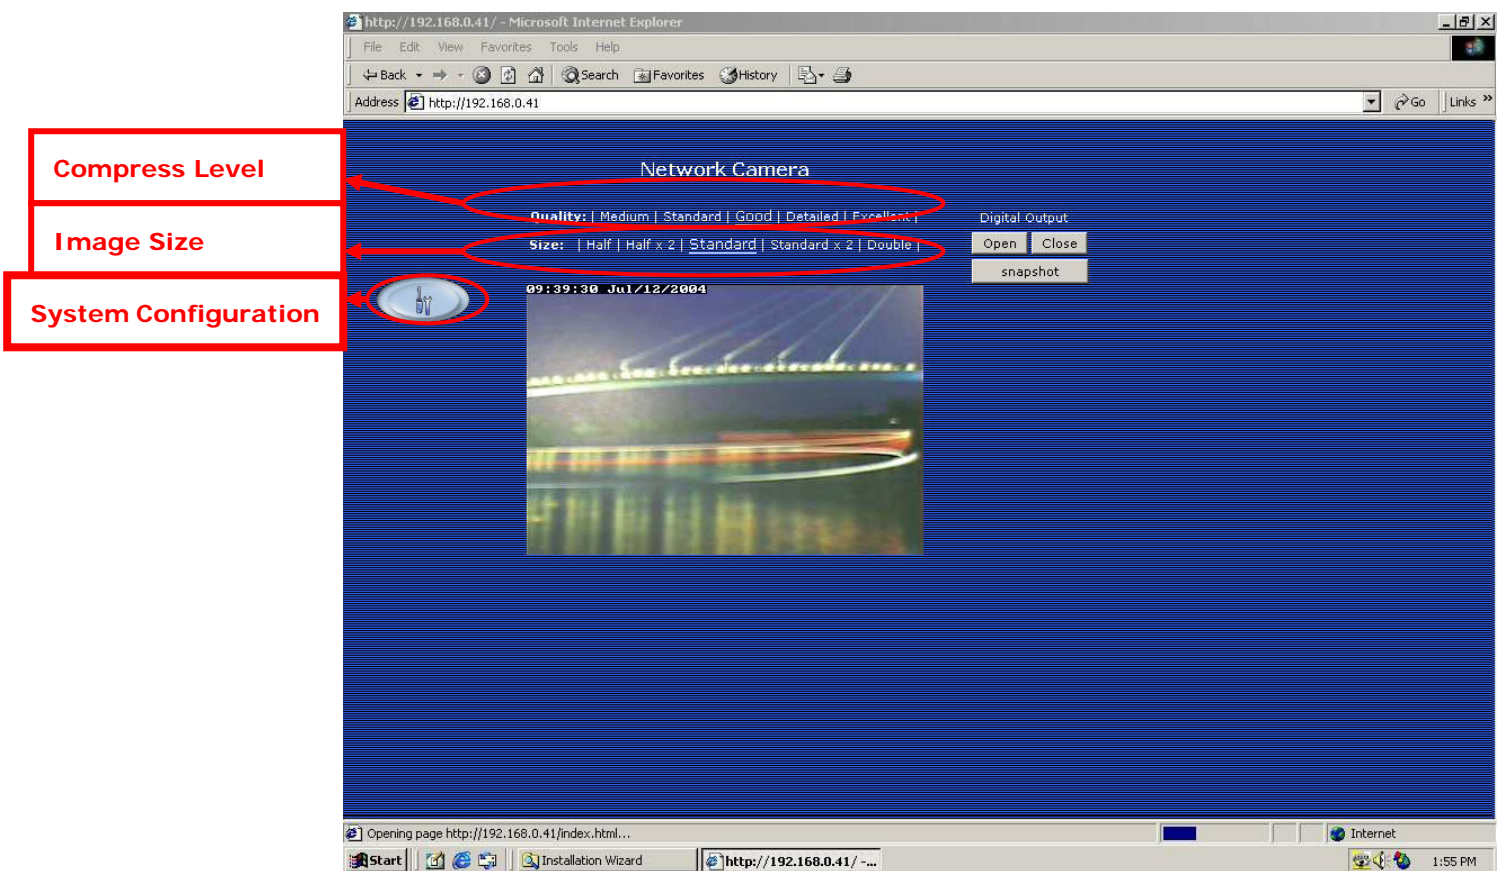 http://192.168.0.41/ - Microsoft Internet Explorer
File Edit View Favorites Tools Help
Back Search Favorites History
Address http://192.168.0.41 Go Links »
Compress Level
Image Size
System Configuration
Network Camera
Quality: | Medium | Standard | Good | Detailed | Excellent |
Size: | Half | Half x 2 | Standard | Standard x 2 | Double |
Digital Output
Open Close
snapshot
09:39:30 Jul/12/2004
Opening page http://192.168.0.41/index.html...
Internet
Start Installation Wizard http://192.168.0.41/ -... 1:55 PM